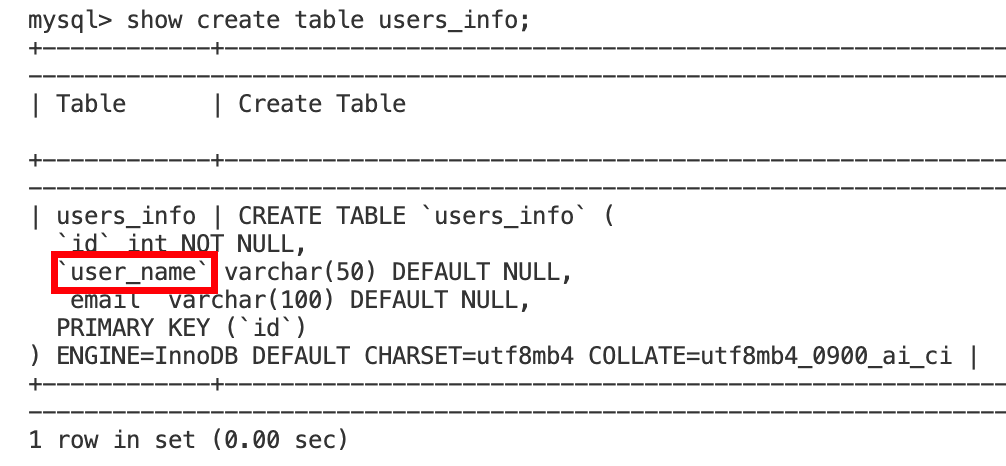 mysql> show create table users_info;
+------------+--------------------------------------------------------
----------------------------------------------------------------------
| Table      | Create Table
+------------+--------------------------------------------------------
----------------------------------------------------------------------
| users_info | CREATE TABLE `users_info` (
  `id` int NOT NULL,
  `user_name` varchar(50) DEFAULT NULL,
  email  varchar(100) DEFAULT NULL,
  PRIMARY KEY (`id`)
) ENGINE=InnoDB DEFAULT CHARSET=utf8mb4 COLLATE=utf8mb4_0900_ai_ci |
+------------+--------------------------------------------------------
----------------------------------------------------------------------
1 row in set (0.00 sec)